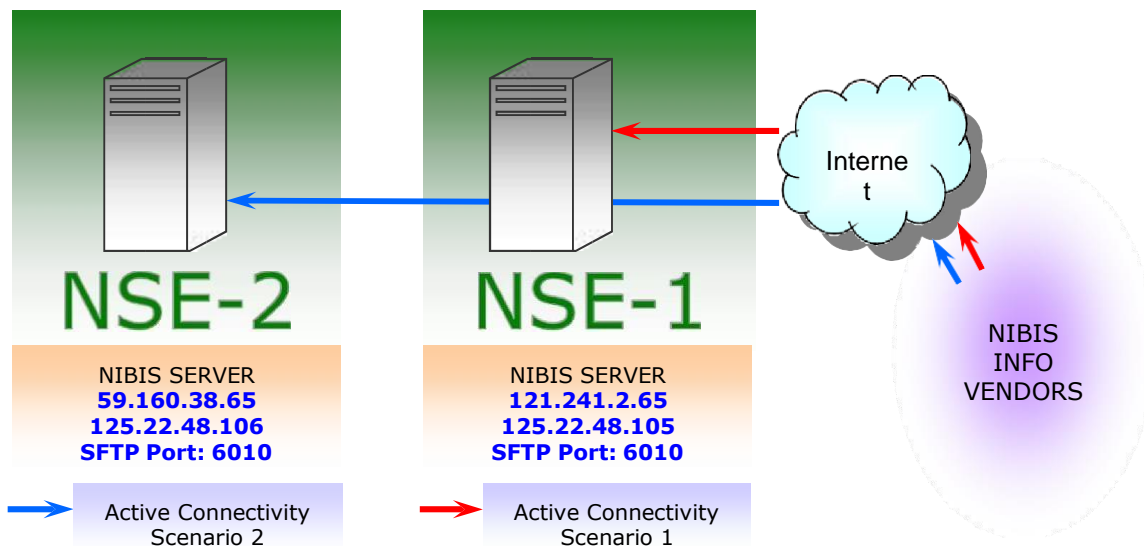 NSE-2
NIBIS SERVER
59.160.38.65
125.22.48.106
SFTP Port: 6010
Active Connectivity
Scenario 2
NSE-1
NIBIS SERVER
121.241.2.65
125.22.48.105
SFTP Port: 6010
Active Connectivity
Scenario 1
Interne
t
NIBIS
INFO
VENDORS